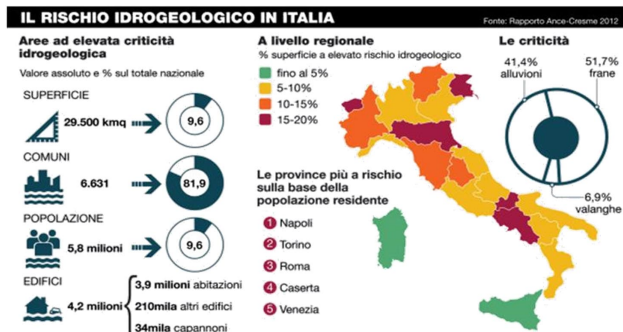 IL RISCHIO IDROGEOLOGICO IN ITALIA
Fonte: Rapporto Ance-Cresme 2012
Aree ad elevata criticità
idrogeologica
Valore assoluto e % sul totale nazionale
SUPERFICIE
29.500 kmq
9,6
COMUNI
6.631
81,9
POPOLAZIONE
5,8 milioni
9,6
EDIFICI
4,2 milioni
3,9 milioni abitazioni
210mila altri edifici
34mila capannoni
A livello regionale
% superficie a elevato rischio idrogeologico
fino al 5%
5-10%
10-15%
15-20%
Le province più a rischio
sulla base della
popolazione residente
1 Napoli
2 Torino
3 Roma
4 Caserta
5 Venezia
Le criticità
41,4%
alluvioni
51,7%
frane
6,9%
valanghe